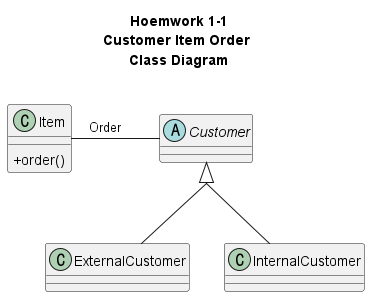 Hoemwork 1-1
Customer Item Order
Class Diagram
C Item
+order()
Order
A Customer
C ExternalCustomer
C InternalCustomer